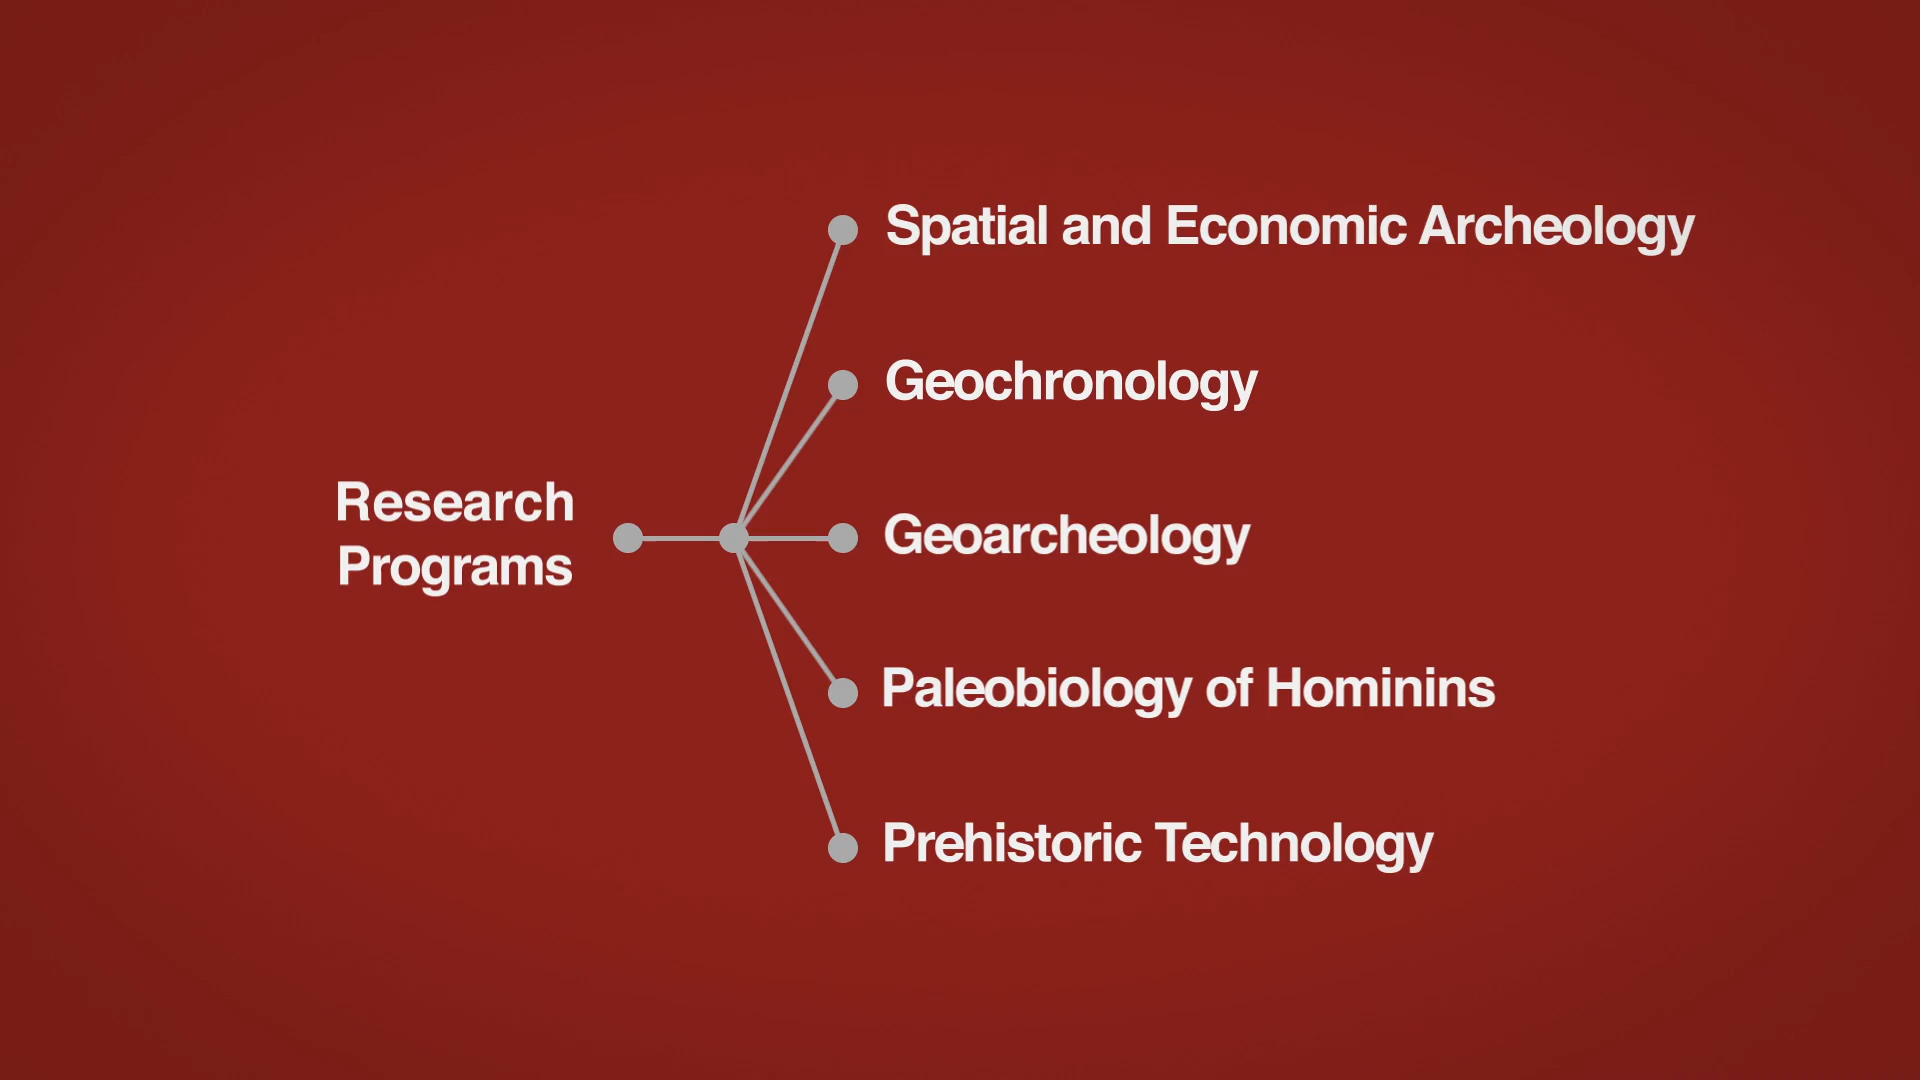 Research
Programs
Spatial and Economic Archeology
Geochronology
Geoarcheology
Paleobiology of Hominins
Prehistoric Technology